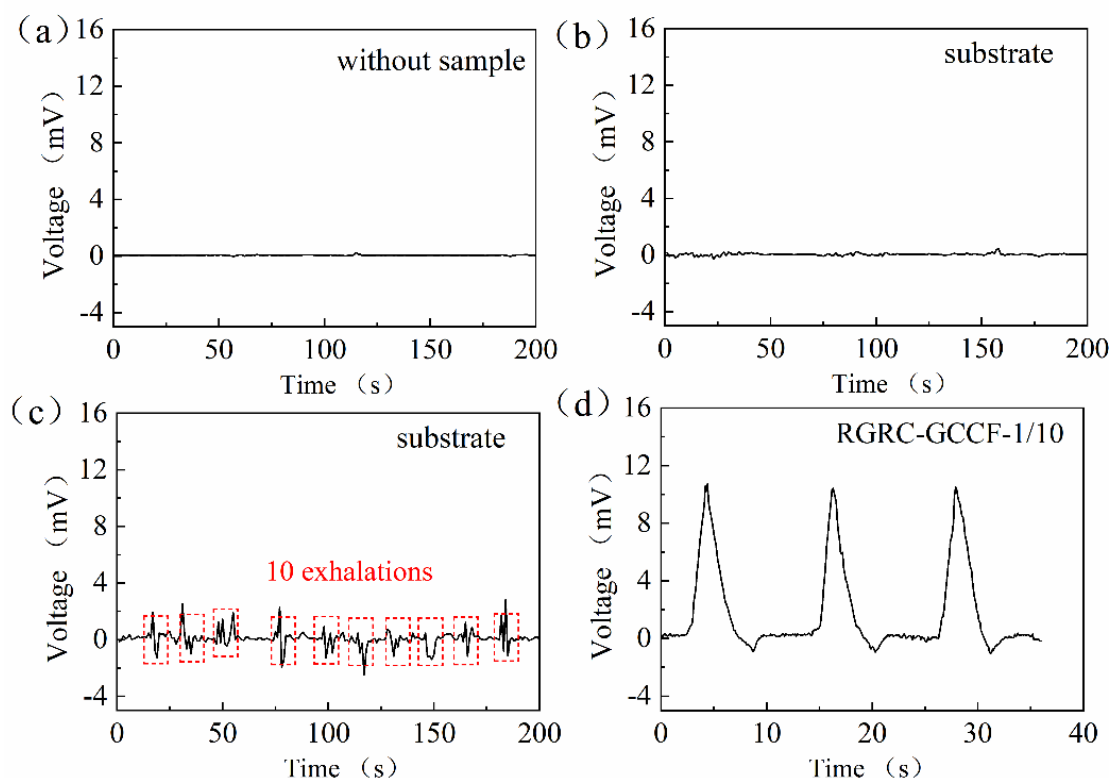 (a)
without sample
16
12
8
4
0
-4
Voltage (mV)
0 50 100 150 200
Time (s)
(b)
substrate
16
12
8
4
0
-4
Voltage (mV)
0 50 100 150 200
Time (s)
(c)
substrate
10 exhalations
16
12
8
4
0
-4
Voltage (mV)
0 50 100 150 200
Time (s)
(d)
RGRC-GCCF-1/10
16
12
8
4
0
-4
Voltage (mV)
0 10 20 30 40
Time (s)